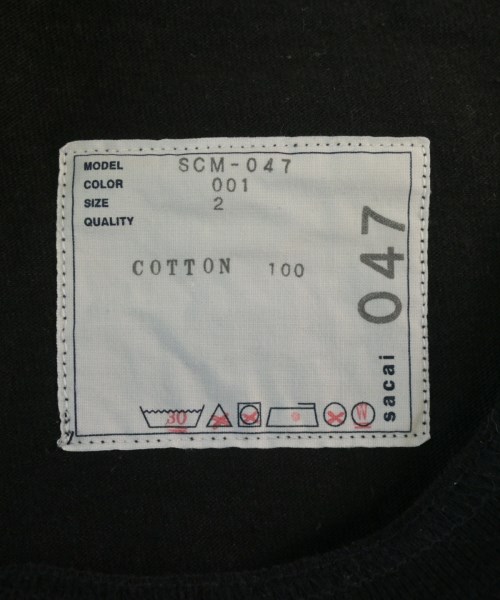 MODEL SCM-047
COLOR 001
SIZE 2
QUALITY
COTTON 100
sacai 047
30
W